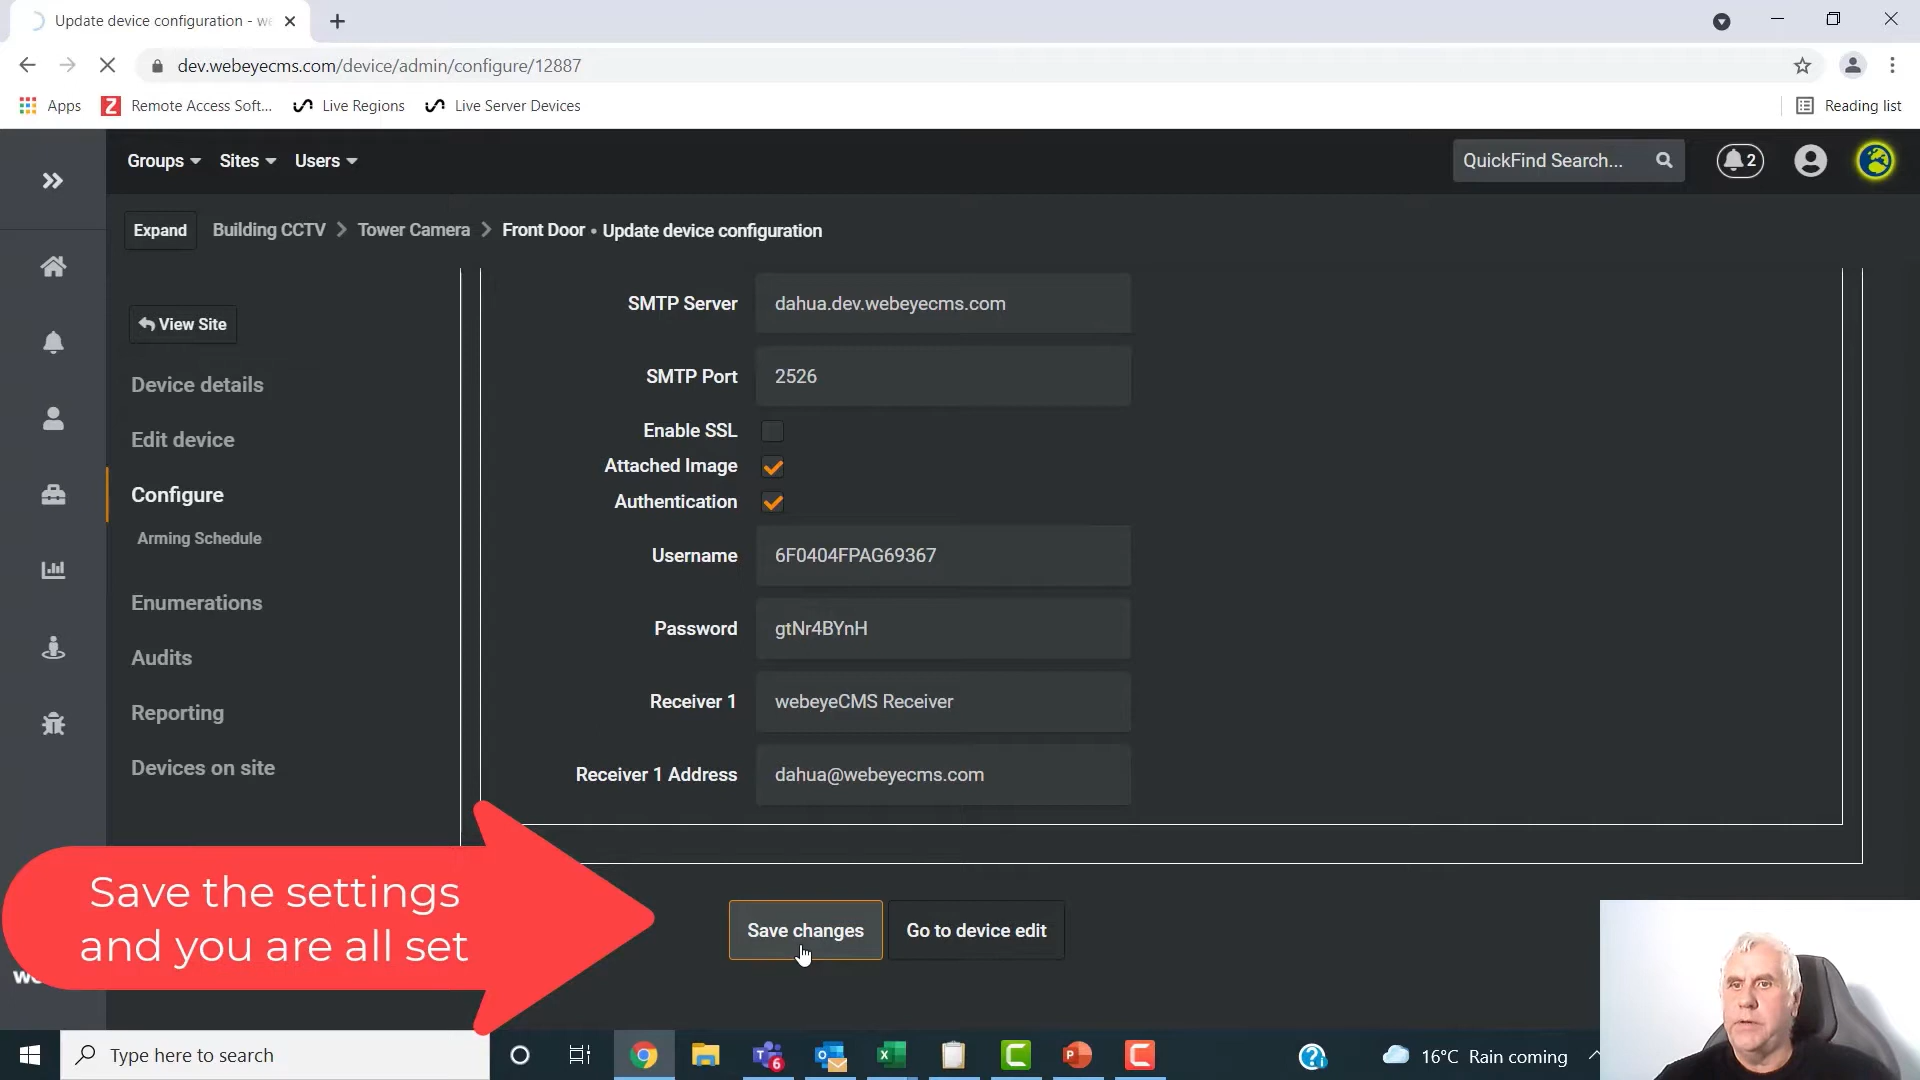 Update device configuration - we
dev.webeyecms.com/device/admin/configure/12887
Apps
Z
Remote Access Soft...
Live Regions
Live Server Devices
Reading list
Groups
Sites
Users
QuickFind Search...
2
Expand
Building CCTV
Tower Camera
Front Door • Update device configuration
View Site
Device details
Edit device
Configure
Arming Schedule
Enumerations
Audits
Reporting
Devices on site
SMTP Server
dahua.dev.webeyecms.com
SMTP Port
2526
Enable SSL
Attached Image
Authentication
Username
6F0404FPAG69367
Password
gtNr4BYnH
Receiver 1
webeyeCMS Receiver
Receiver 1 Address
dahua@webeyecms.com
Save the settings
and you are all set
Save changes
Go to device edit
Type here to search
6
16°C Rain coming